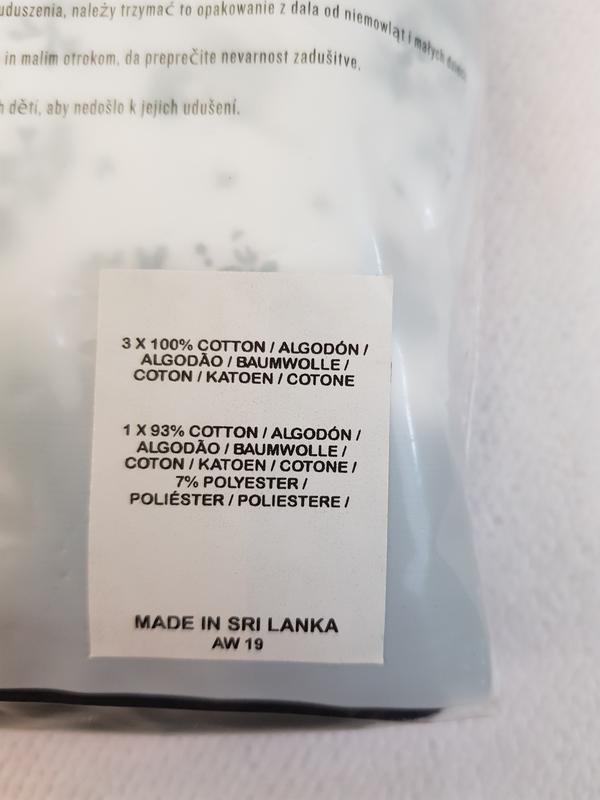 uduszenia, należy trzymać to opakowanie z dala od niemowląt i małych dzieci
in malim otrokom, da preprečite nevarnost zadušitve.
h dětí, aby nedošlo k jejich udušení.
3 X 100% COTTON / ALGODÓN /
ALGODÃO / BAUMWOLLE /
COTON / KATOEN / COTONE
1 X 93% COTTON / ALGODÓN /
ALGODÃO / BAUMWOLLE /
COTON / KATOEN / COTONE /
7% POLYESTER /
POLIÉSTER / POLIESTERE /
MADE IN SRI LANKA
AW 19